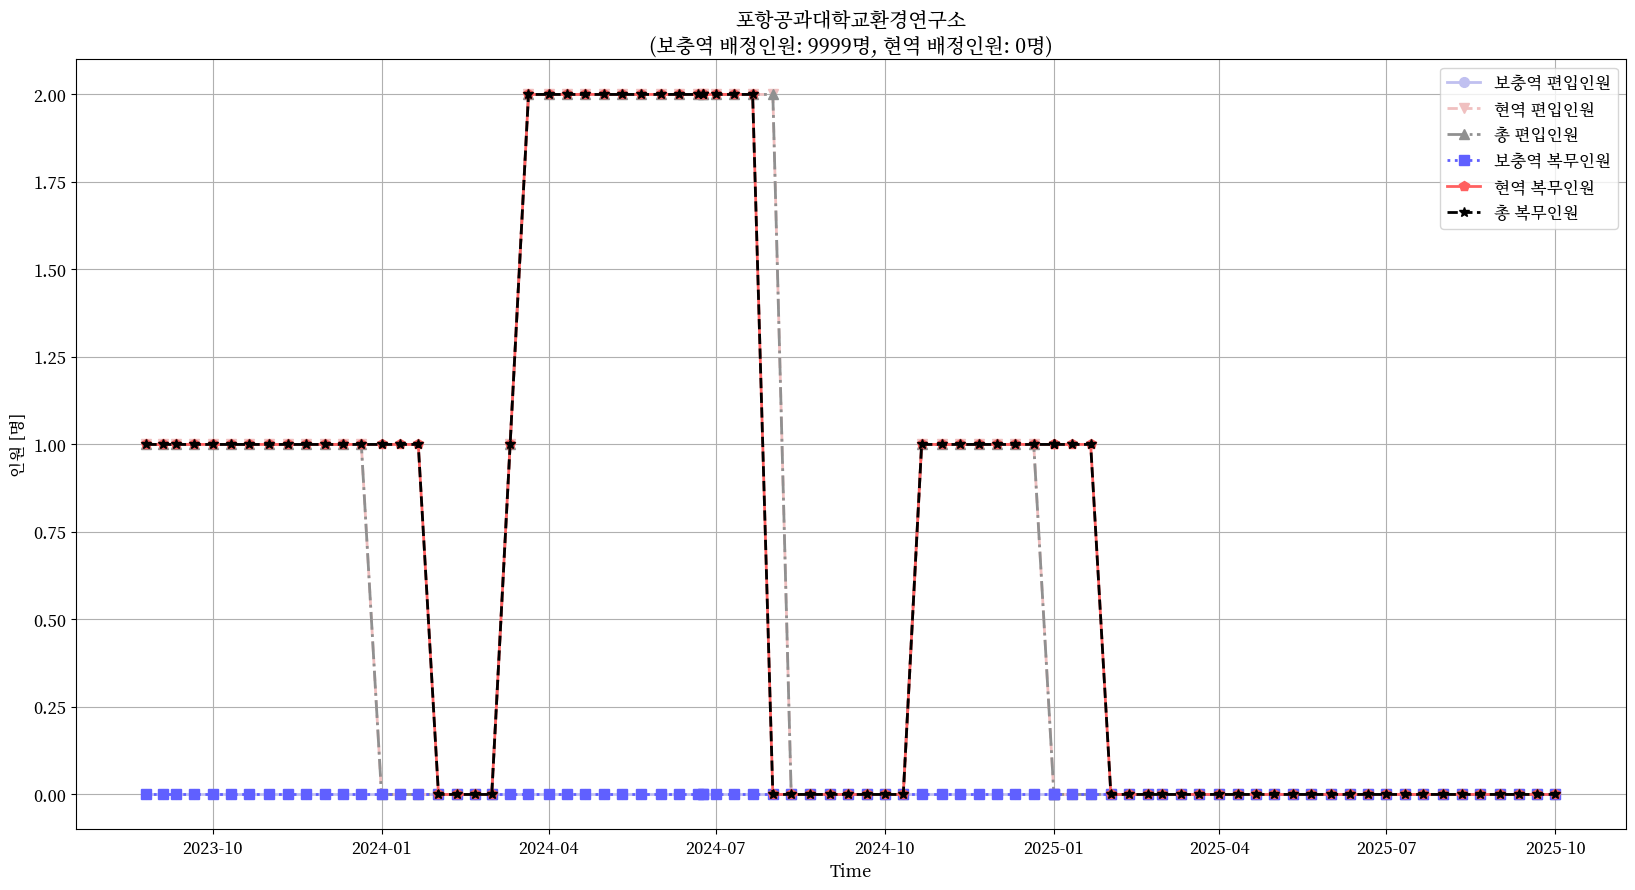 포항공과대학교환경연구소
(보충역 배정인원: 9999명, 현역 배정인원: 0명)
보충역 편입인원
현역 편입인원
총 편입인원
보충역 복무인원
현역 복무인원
총 복무인원
인원 [명]
2.00
1.75
1.50
1.25
1.00
0.75
0.50
0.25
0.00
2023-10
2024-01
2024-04
2024-07
2024-10
2025-01
2025-04
2025-07
2025-10
Time